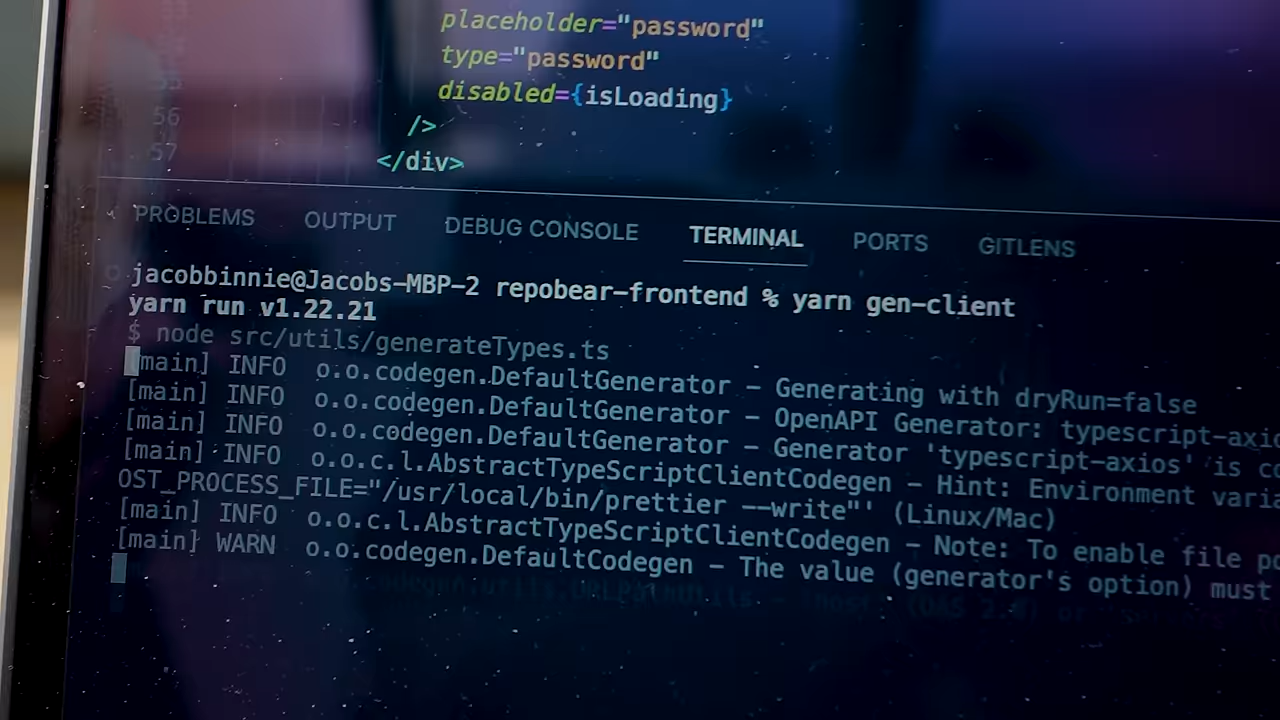 placeholder="password"
type="password"
disabled={isLoading}
56 />
57 </div>
PROBLEMS OUTPUT DEBUG CONSOLE TERMINAL PORTS GITLENS
jacobbinnie@Jacobs-MBP-2 repobear-frontend % yarn gen-client
yarn run v1.22.21
$ node src/utils/generateTypes.ts
[main] INFO o.o.codegen.DefaultGenerator – Generating with dryRun=false
[main] INFO o.o.codegen.DefaultGenerator – OpenAPI Generator: typescript-axio
[main] INFO o.o.codegen.DefaultGenerator – Generator 'typescript-axios' is co
[main] INFO o.o.c.l.AbstractTypeScriptClientCodegen – Hint: Environment varia
OST_PROCESS_FILE="/usr/local/bin/prettier --write"' (Linux/Mac)
[main] INFO o.o.c.l.AbstractTypeScriptClientCodegen – Note: To enable file po
[main] WARN o.o.codegen.DefaultCodegen – The value (generator's option) must